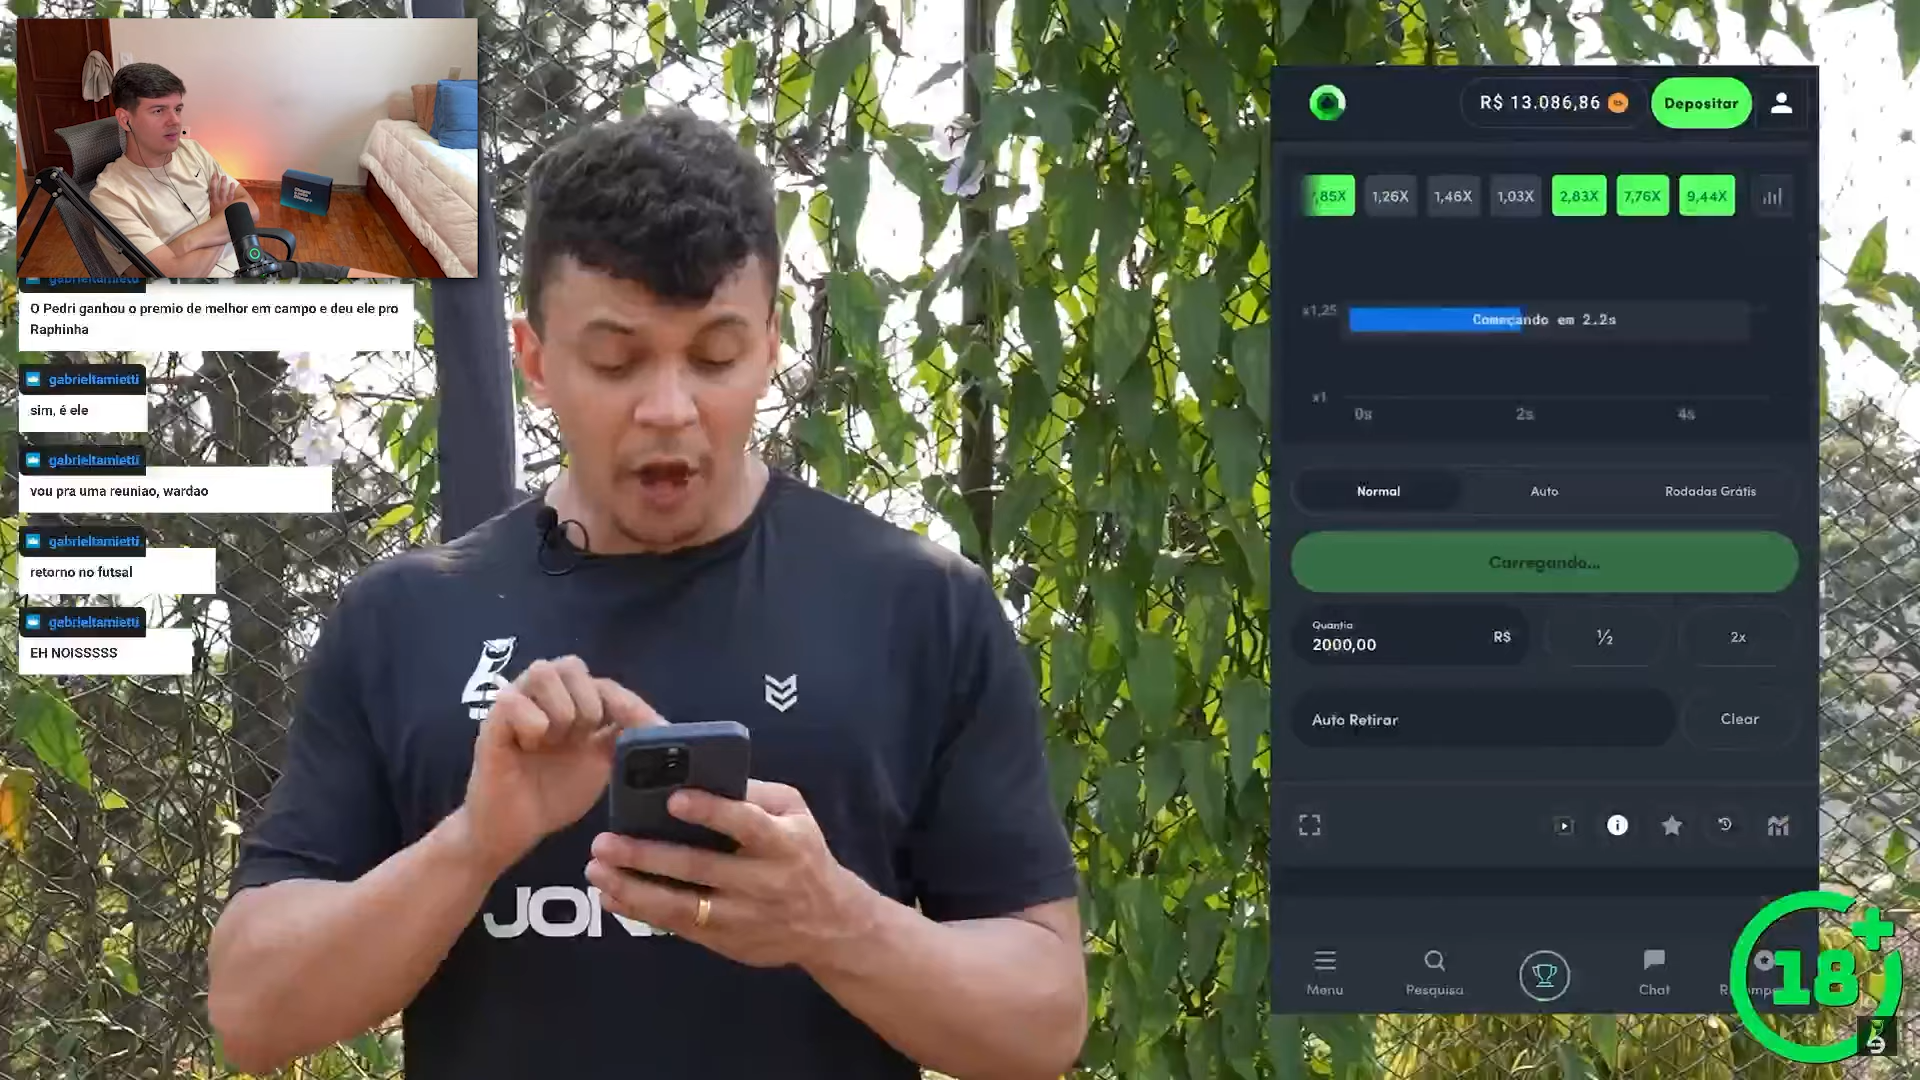 gabrieltamietti
O Pedri ganhou o premio de melhor em campo e deu ele pro
Raphinha
gabrieltamietti
sim, é ele
gabrieltamietti
vou pra uma reuniao, wardao
gabrieltamietti
retorno no futsal
gabrieltamietti
EH NOISSSSS
R$ 13.086,86
Depositar
,85X 1,26X 1,46X 1,03X 2,83X 7,76X 9,44X
x1,25
Começando em 2.2s
x1
0s 2s 4s
Normal Auto Rodadas Grátis
Carregando...
Quantia
2000,00 R$ ½ 2x
Auto Retirar Clear
Menu Pesquisa Chat
18+